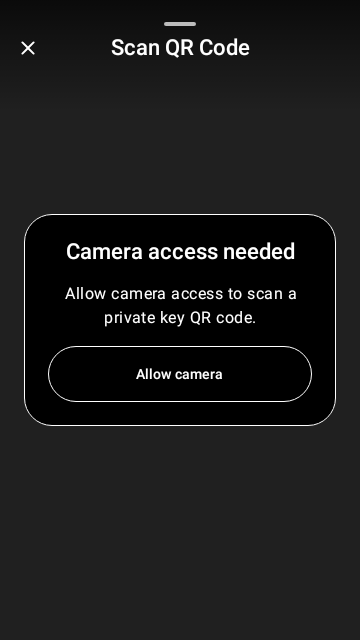 Scan QR Code
Camera access needed
Allow camera access to scan a
private key QR code.
Allow camera